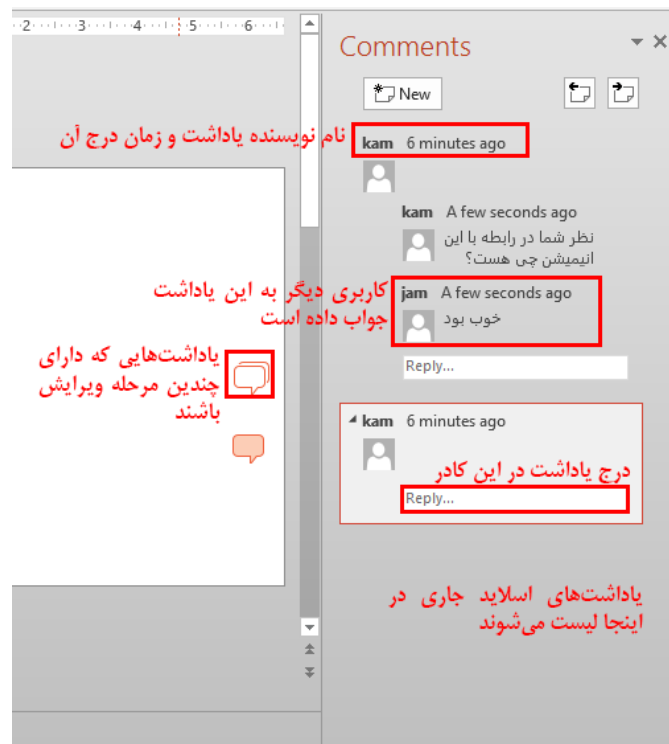 2 3 4 5 6
Comments
New
نام نویسنده یاداشت و زمان درج آن
kam 6 minutes ago
kam A few seconds ago
نظر شما در رابطه با این
انیمیشن چی هست؟
کاربری دیگر به این یاداشت
جواب داده است
jam A few seconds ago
خوب بود
Reply...
یاداشت‌هایی که دارای
چندین مرحله ویرایش
باشند
kam 6 minutes ago
درج یاداشت در این کادر
Reply...
یاداشت‌های اسلاید جاری در
اینجا لیست می‌شوند